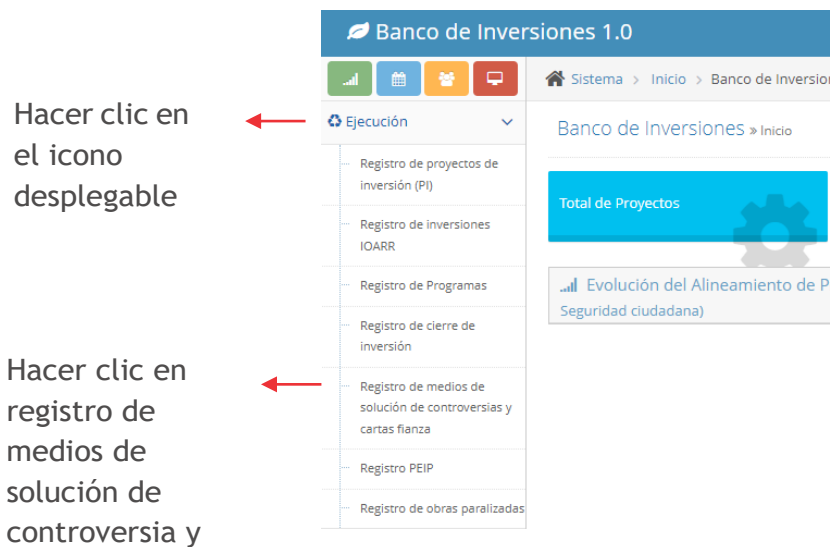 Banco de Inversiones 1.0
Sistema > Inicio > Banco de Inversion
Hacer clic en
el icono
desplegable
Ejecución
Banco de Inversiones » Inicio
Registro de proyectos de
inversión (PI)
Total de Proyectos
Registro de inversiones
IOARR
Registro de Programas
Evolución del Alineamiento de P
Seguridad ciudadana)
Registro de cierre de
inversión
Hacer clic en
registro de
medios de
solución de
controversia y
Registro de medios de
solución de controversias y
cartas fianza
Registro PEIP
Registro de obras paralizadas